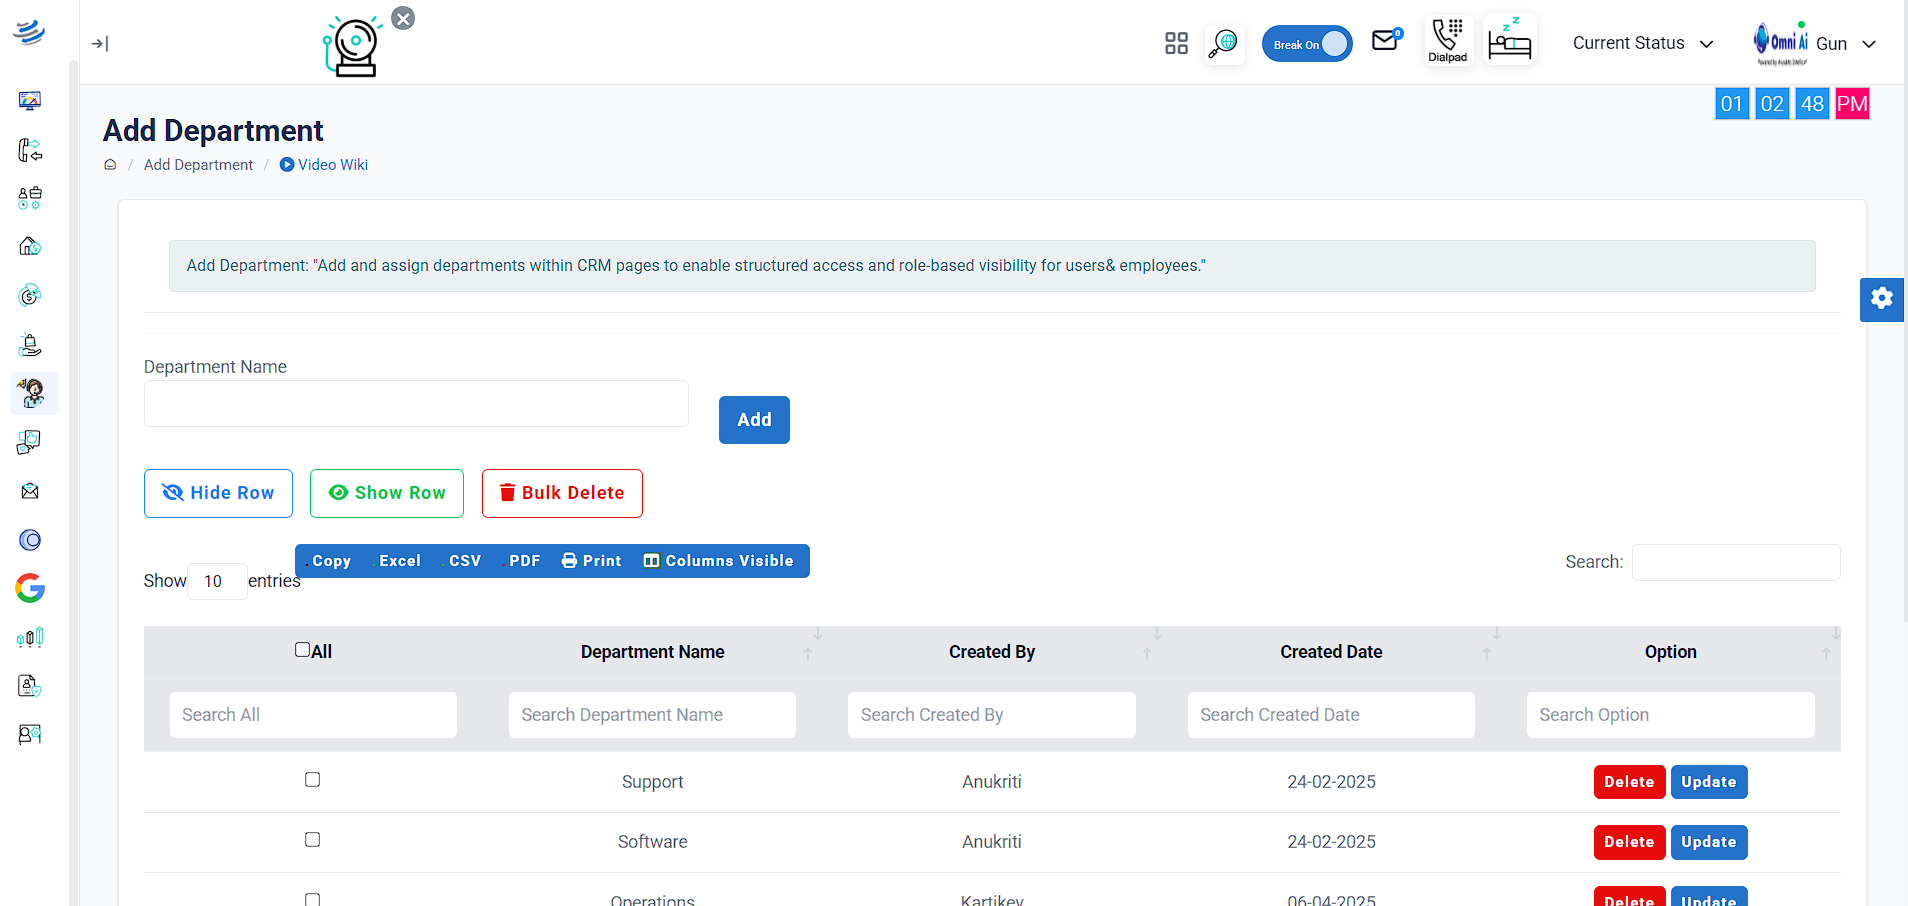 Break On
0
Dialpad
z
z
Current Status
Omni Ai
Gun
01 02 48 PM
Add Department
/ Add Department / Video Wiki
Add Department: "Add and assign departments within CRM pages to enable structured access and role-based visibility for users& employees."
Department Name
Add
Hide Row Show Row Bulk Delete
Copy Excel CSV PDF Print Columns Visible
Show 10 entries
Search:
All Department Name Created By Created Date Option
Search All Search Department Name Search Created By Search Created Date Search Option
Support Anukriti 24-02-2025 Delete Update
Software Anukriti 24-02-2025 Delete Update
Operations Kartikey 06-04-2025 Delete Update